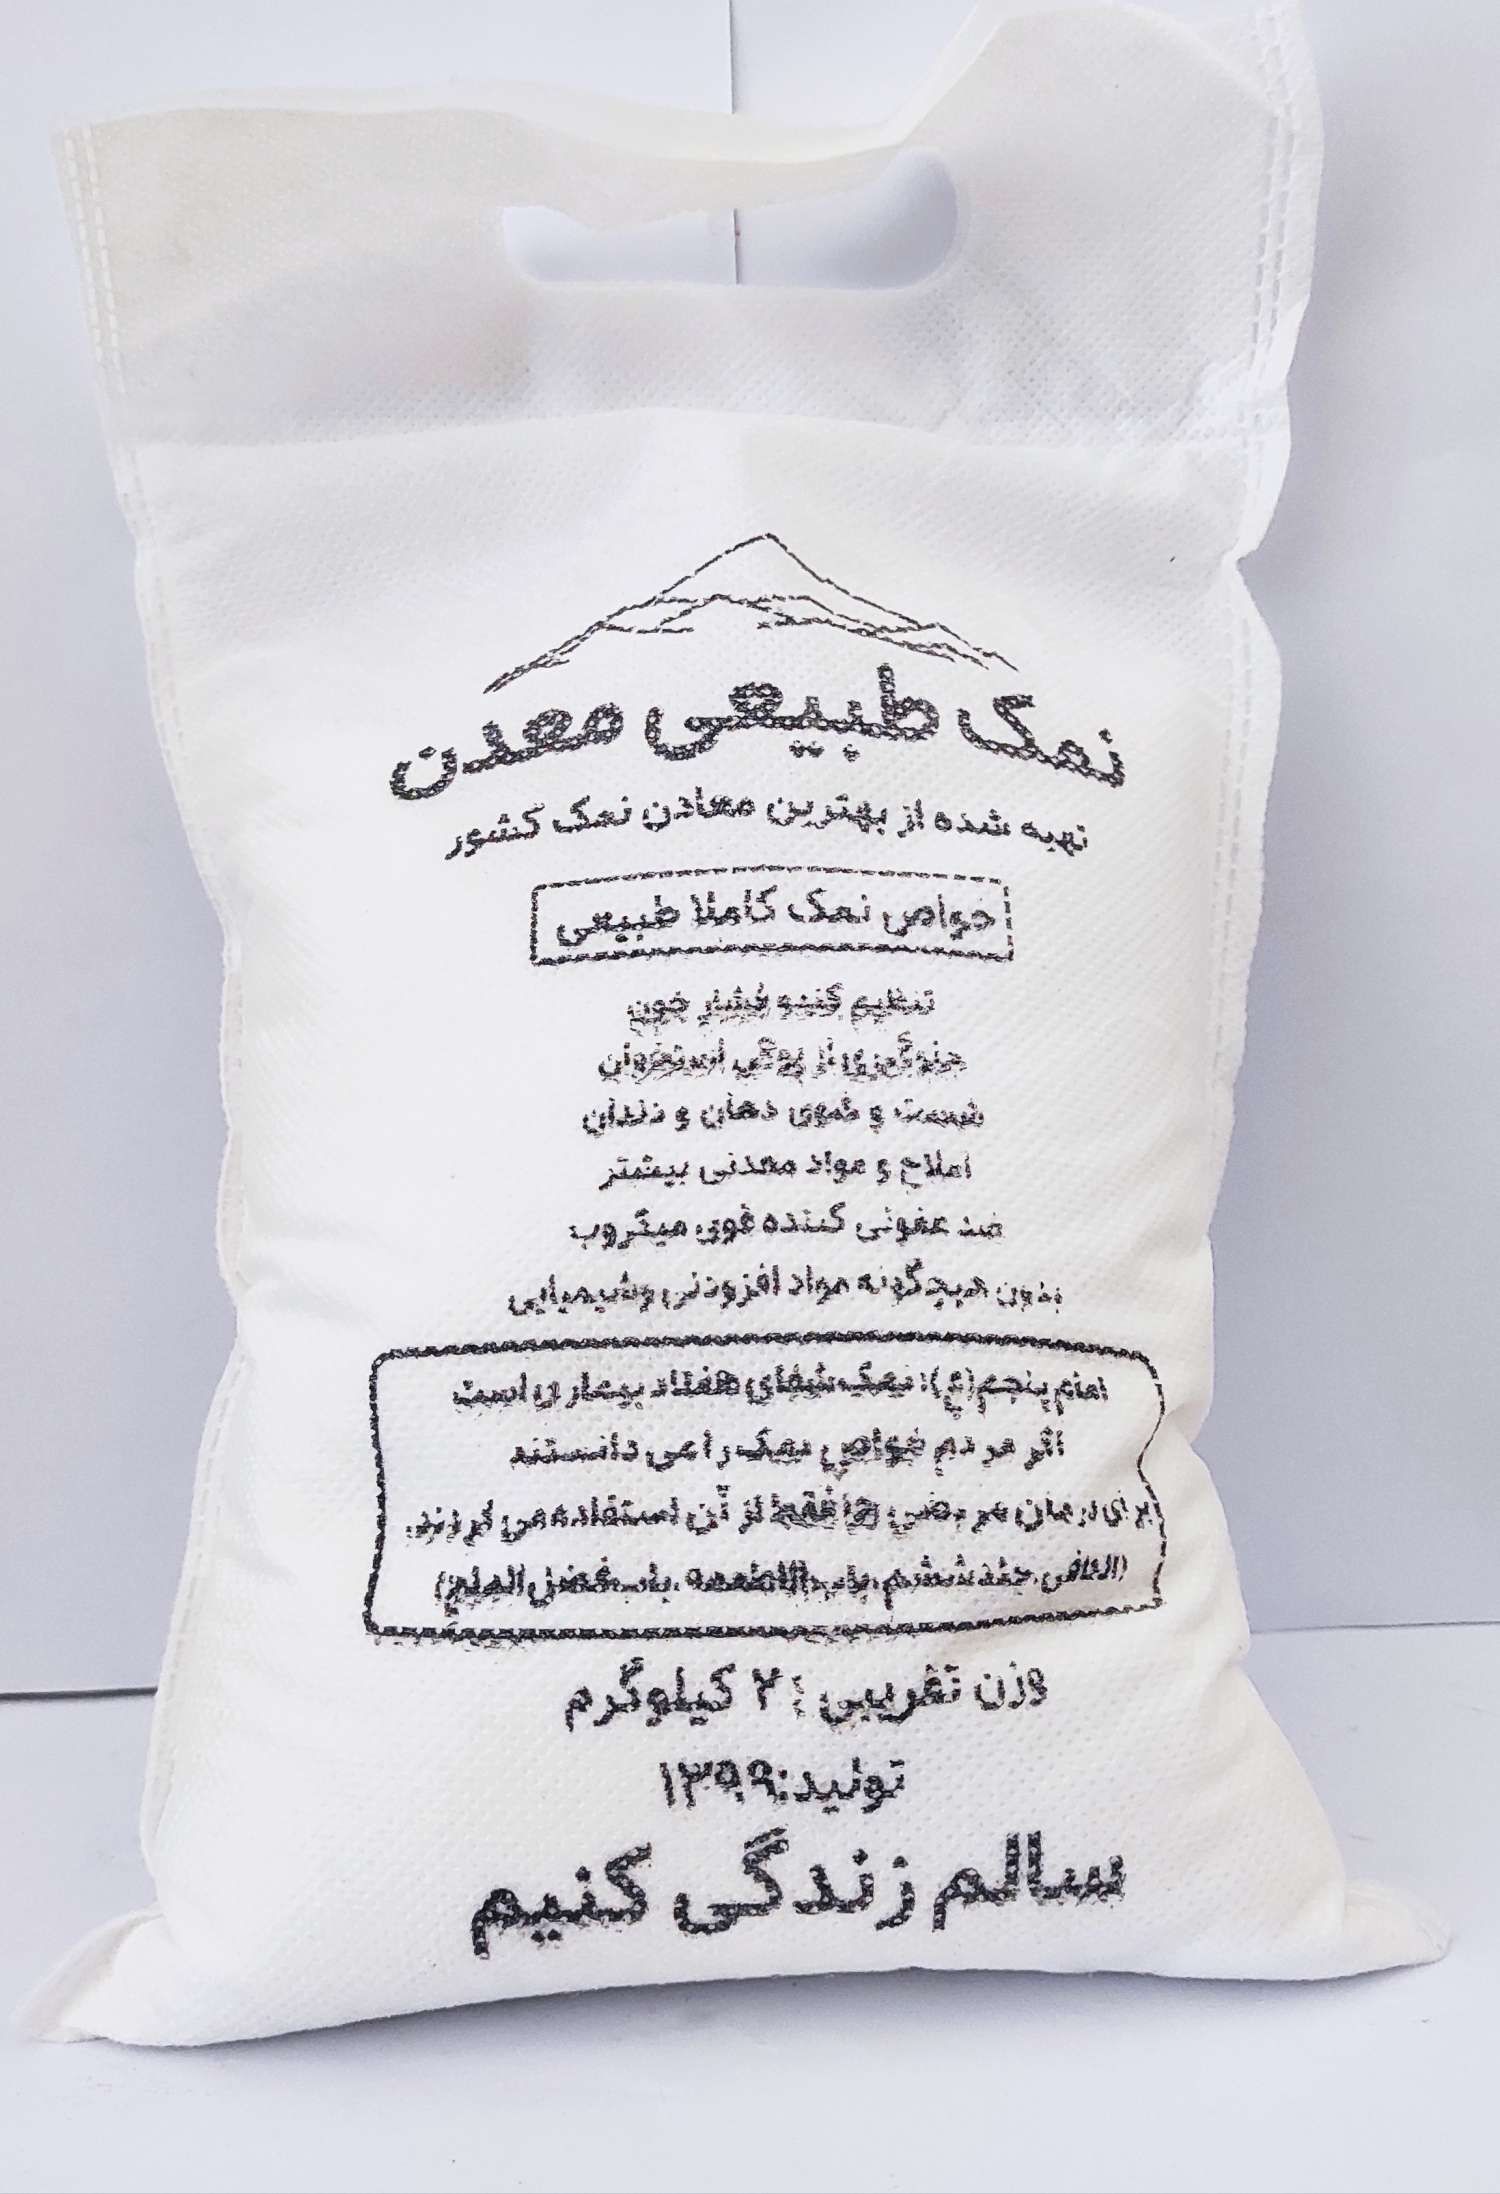 نمک طبیعی معدن
تهیه شده از بهترین معادن نمک کشور
خواص نمک کاملا طبیعی
تنظیم کننده فشار خون
جلوگیری از پوکی استخوان
شست و شوی دهان و دندان
املاح و مواد معدنی بیشتر
ضد عفونی کننده قوی میکروب
بدون هیچگونه مواد افزودنی وشیمیایی
امام پنجم(ع): نمک شفای هفتاد بیماری است
اگر مردم خواص نمک را می دانستند
برای درمان هر مرضی فقط از آن استفاده می کردند.
(الکافی.جلد ششم .باب الاطعمه .باب فضل الملح)
وزن تقریبی : ۲ کیلوگرم
تولید:۱۳۹۹
سالم زندگی کنیم